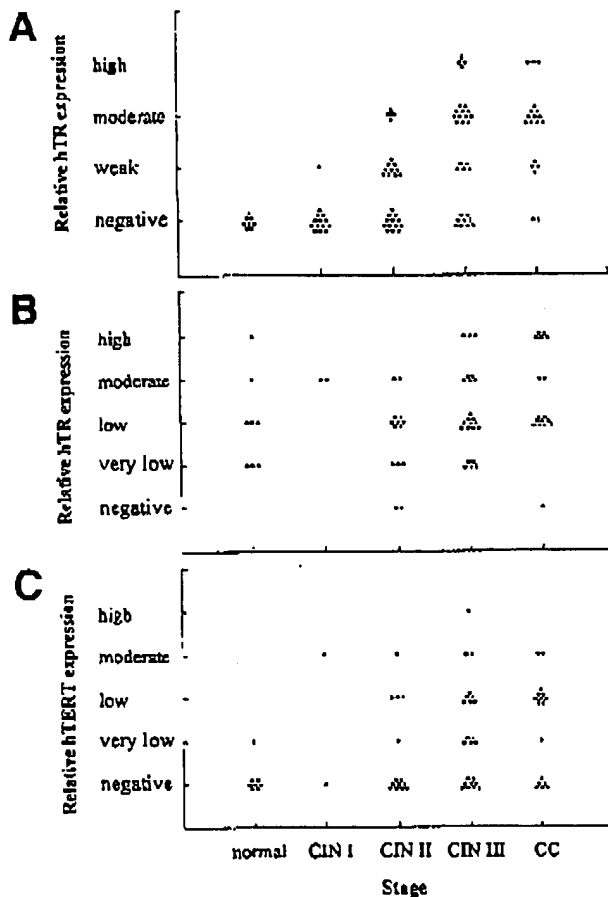 A
Relative hTR expression
high
moderate
weak
negative
B
Relative hTR expression
high
moderate
low
very low
negative
C
Relative hTERT expression
high
moderate
low
very low
negative
normal CIN I CIN II CIN III CC
Stage